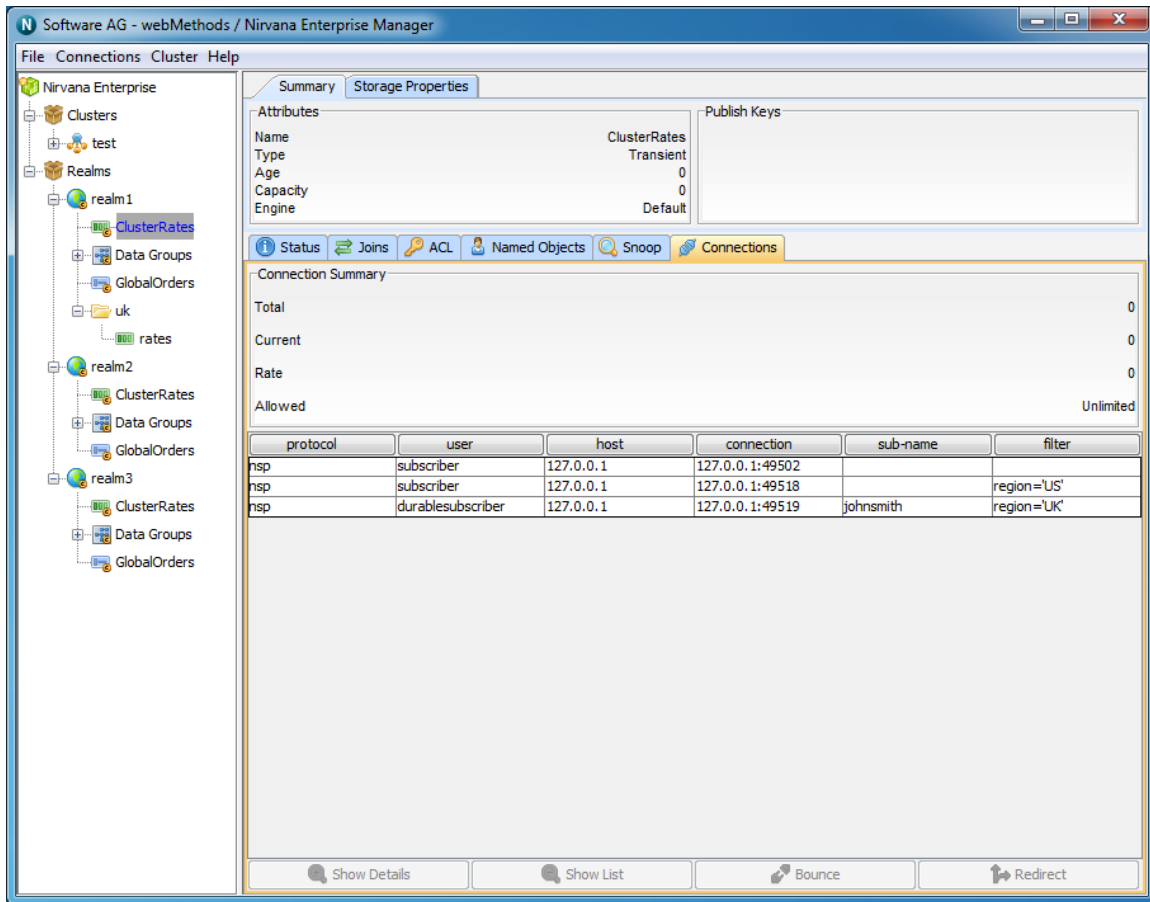 Software AG - webMethods / Nirvana Enterprise Manager
File Connections Cluster Help
Nirvana Enterprise
Clusters
test
Realms
realm1
ClusterRates
Data Groups
GlobalOrders
uk
rates
realm2
ClusterRates
Data Groups
GlobalOrders
realm3
ClusterRates
Data Groups
GlobalOrders
Summary Storage Properties
Attributes
Name ClusterRates
Type Transient
Age 0
Capacity 0
Engine Default
Publish Keys
Status Joins ACL Named Objects Snoop Connections
Connection Summary
Total 0
Current 0
Rate 0
Allowed Unlimited
protocol user host connection sub-name filter
nsp subscriber 127.0.0.1 127.0.0.1:49502
nsp subscriber 127.0.0.1 127.0.0.1:49518 region='US'
nsp durablesubscriber 127.0.0.1 127.0.0.1:49519 johnsmith region='UK'
Show Details Show List Bounce Redirect